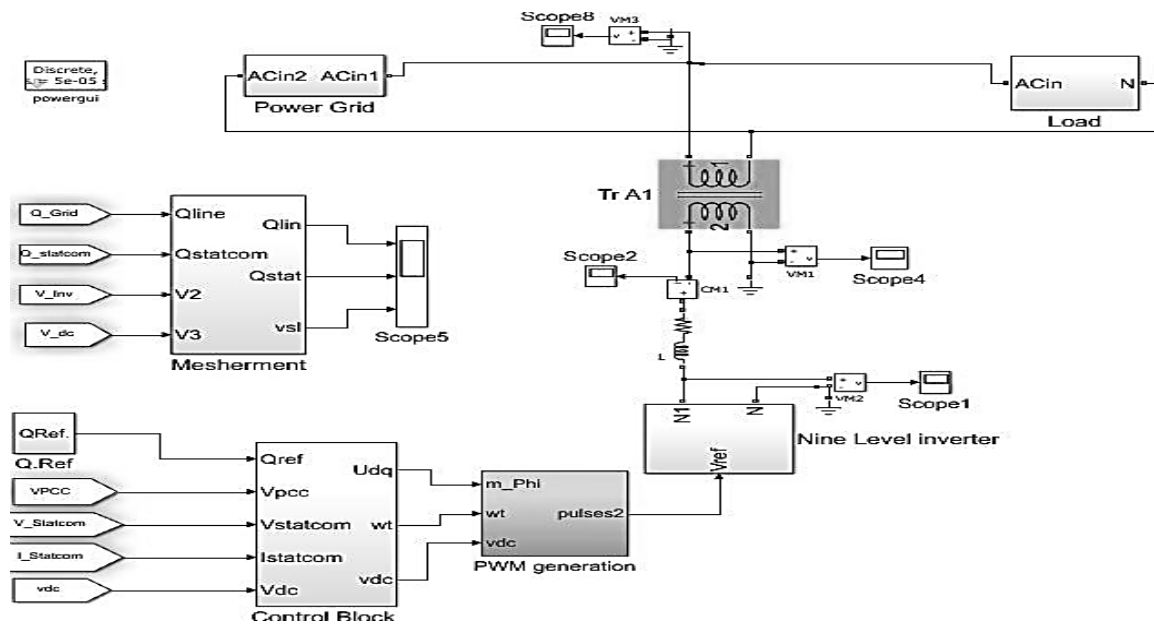 Scope8
VM3
v
Discrete,
= 5e-05
powergui
ACin2 ACin1
Power Grid
ACin N
Load
1
Tr A1
2
Scope2
CM1
v
VM1
Scope4
L
v
VM2
Scope1
Q_Grid
Q_statcom
V_Inv
V_dc
Qline
Qstatcom
V2
V3
Qlin
Qstat
vsl
Mesherment
Scope5
N1
N
Vref
Nine Level inverter
QRef.
Q.Ref
VPCC
V_Statcom
I_Statcom
vdc
Qref
Vpcc
Vstatcom
Istatcom
Vdc
Udq
wt
vdc
Control Block
m_Phi
wt
vdc
pulses2
PWM generation